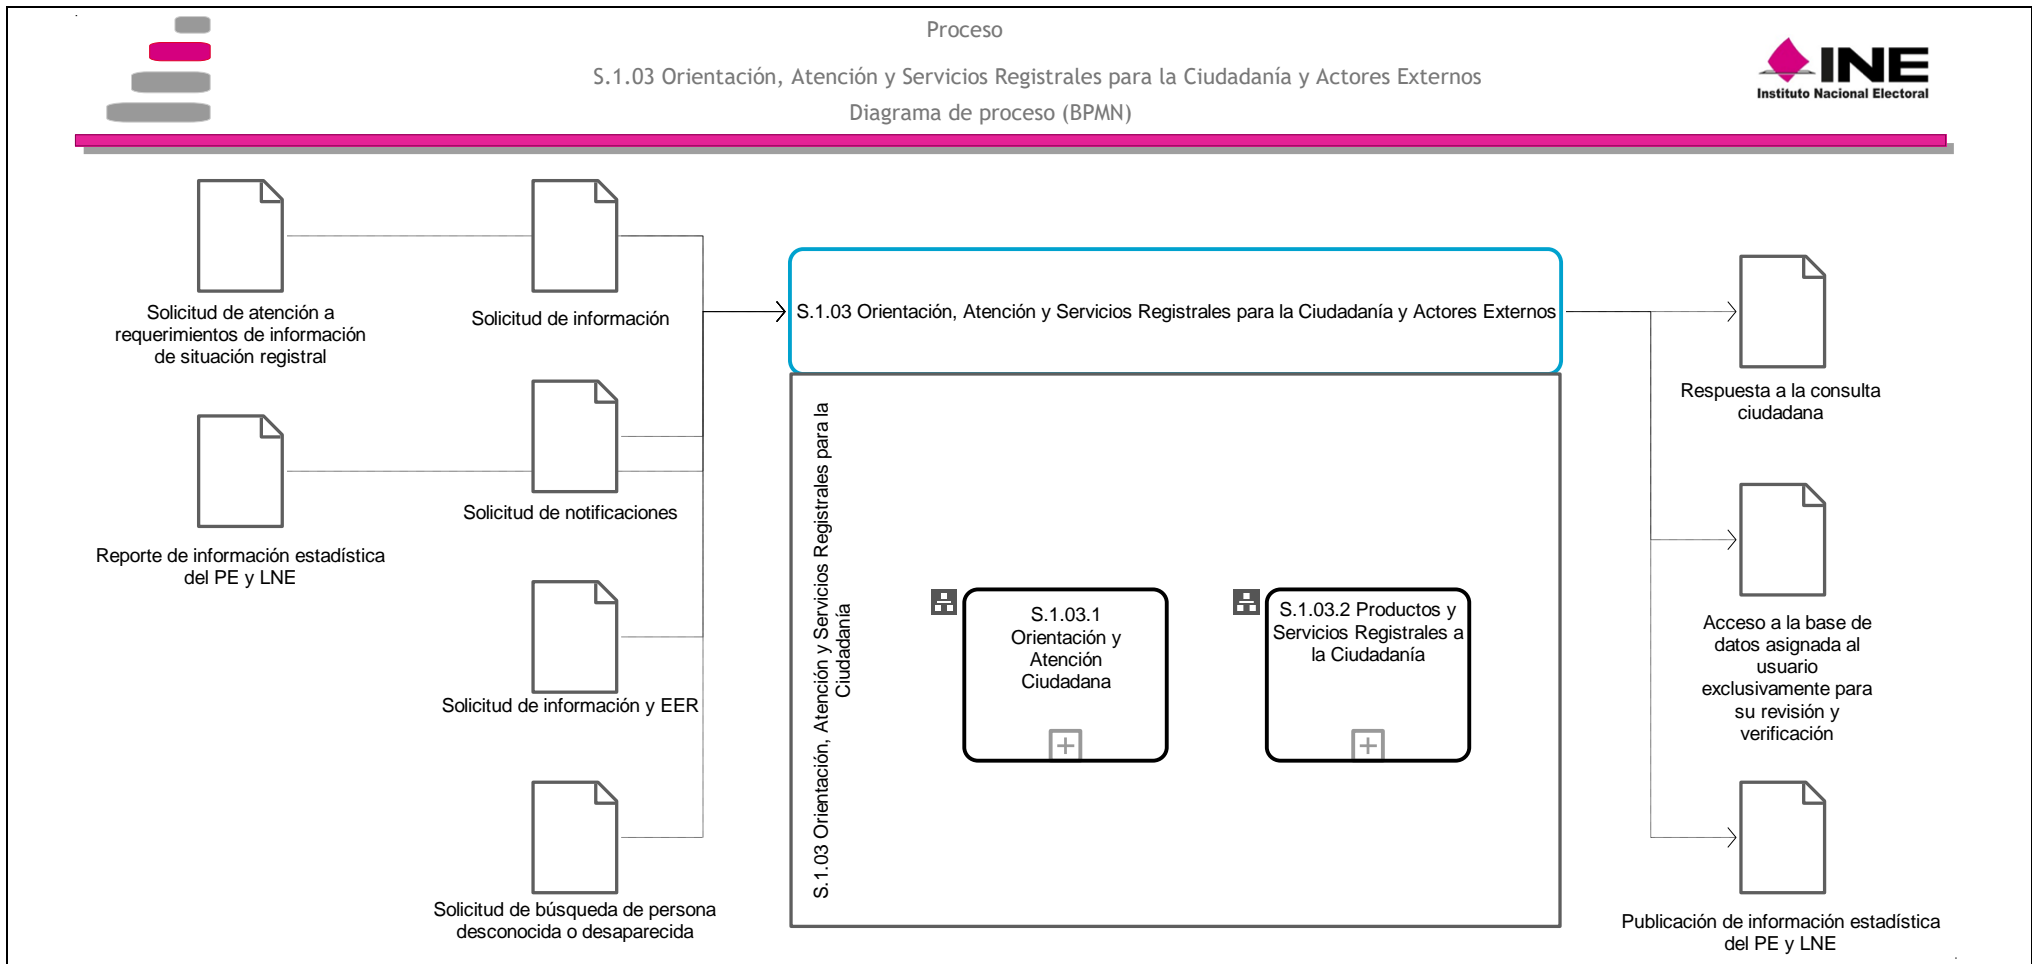 Proceso
S.1.03 Orientación, Atención y Servicios Registrales para la Ciudadanía y Actores Externos
Diagrama de proceso (BPMN)
INE
Instituto Nacional Electoral
Solicitud de atención a
requerimientos de información
de situación registral
Solicitud de información
Reporte de información estadística
del PE y LNE
Solicitud de notificaciones
Solicitud de información y EER
Solicitud de búsqueda de persona
desconocida o desaparecida
S.1.03 Orientación, Atención y Servicios Registrales para la Ciudadanía y Actores Externos
S.1.03 Orientación, Atención y Servicios Registrales para la
Ciudadanía
S.1.03.1
Orientación y
Atención
Ciudadana
S.1.03.2 Productos y
Servicios Registrales a
la Ciudadanía
Respuesta a la consulta
ciudadana
Acceso a la base de
datos asignada al
usuario
exclusivamente para
su revisión y
verificación
Publicación de información estadística
del PE y LNE